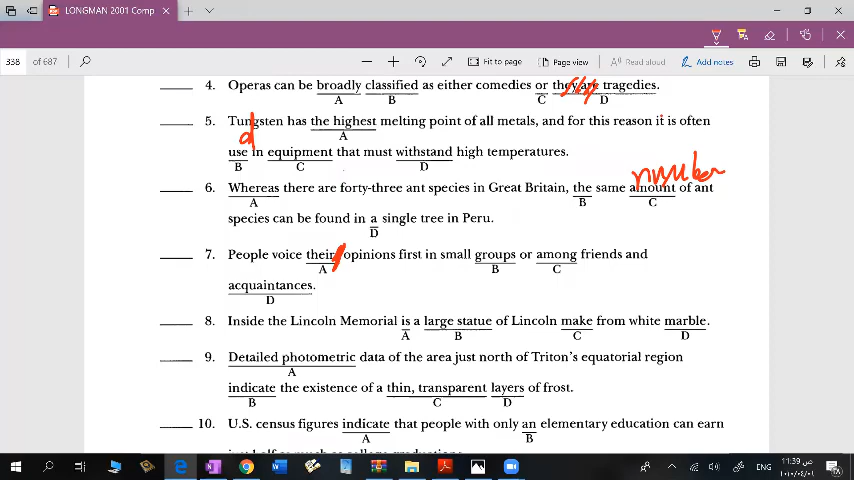 LONGMAN 2001 Comp
338 of 687
Fit to page
Page view
Read aloud
Add notes
4. Operas can be broadly classified as either comedies or they are tragedies.
A B C D
5. Tungsten has the highest melting point of all metals, and for this reason it is often
A
d
use in equipment that must withstand high temperatures.
B C D
number
6. Whereas there are forty-three ant species in Great Britain, the same amount of ant
A B C
species can be found in a single tree in Peru.
D
7. People voice their opinions first in small groups or among friends and
A B C
acquaintances.
D
8. Inside the Lincoln Memorial is a large statue of Lincoln make from white marble.
A B C D
9. Detailed photometric data of the area just north of Triton's equatorial region
A
indicate the existence of a thin, transparent layers of frost.
B C D
10. U.S. census figures indicate that people with only an elementary education can earn
A B
ENG
11:39 ص